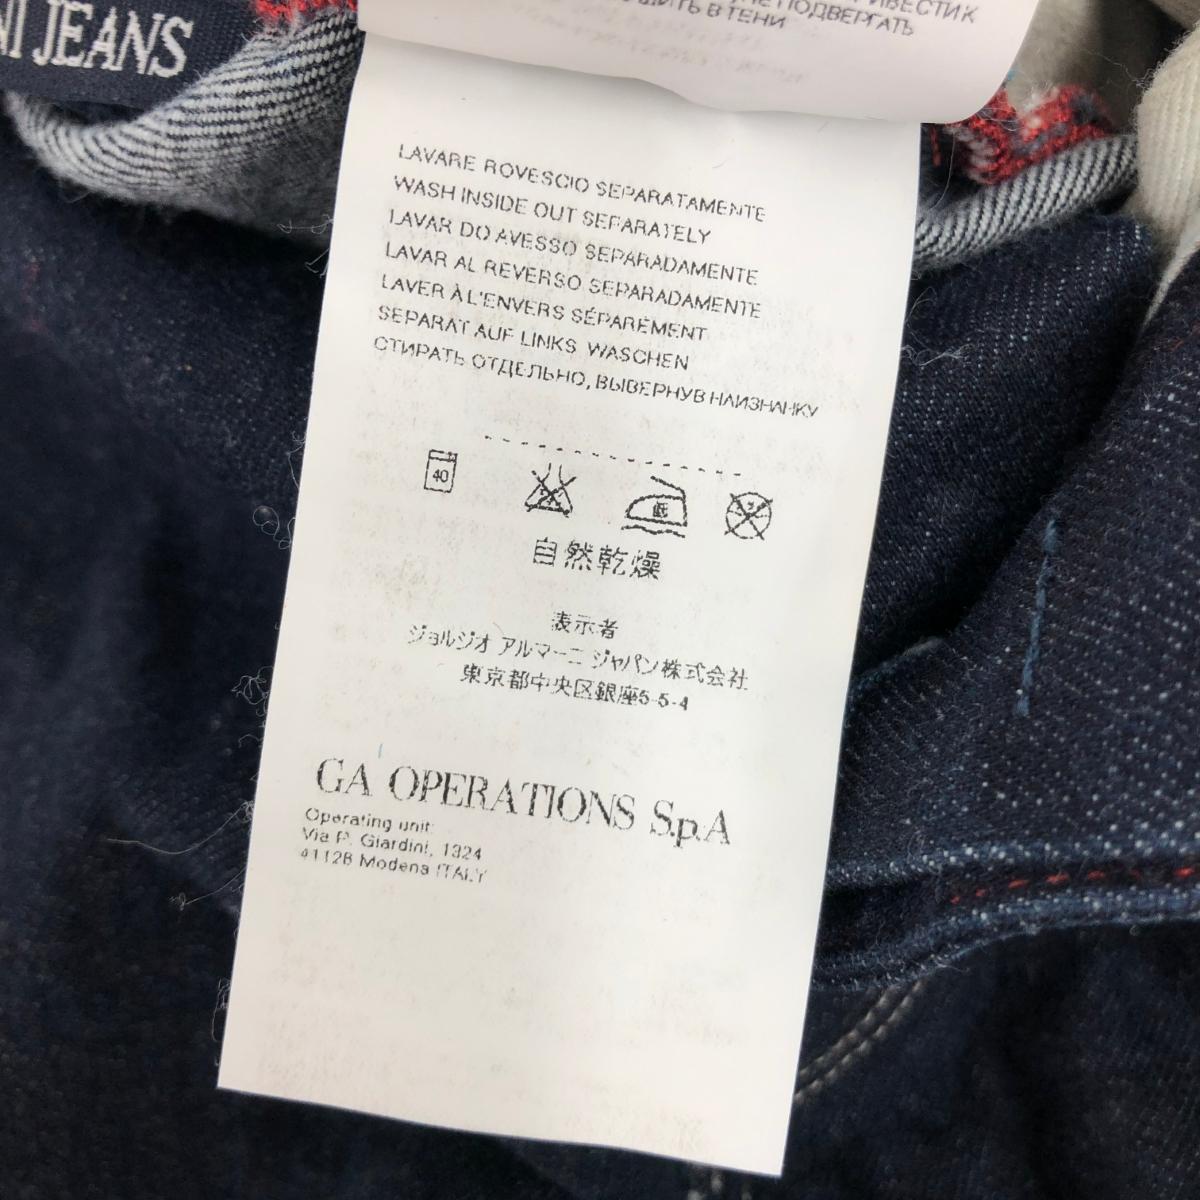 NI JEANS
ПОДВЕРГАТЬ
В ТЕНИ
LAVARE ROVESCIO SEPARATAMENTE
WASH INSIDE OUT SEPARATELY
LAVAR DO AVESSO SEPARADAMENTE
LAVAR AL REVERSO SEPARADAMENTE
LAVER À L'ENVERS SÉPARÉMENT
SEPARAT AUF LINKS WASCHEN
СТИРАТЬ ОТДЕЛЬНО, ВЫВЕРНУВ НАИЗНАНКУ
40
低
自然乾燥
表示者
ジョルジオ アルマーニ ジャパン株式会社
東京都中央区銀座5-5-4
GA OPERATIONS S.p.A
Operating unit:
Via P. Giardini, 1324
41126 Modena ITALY